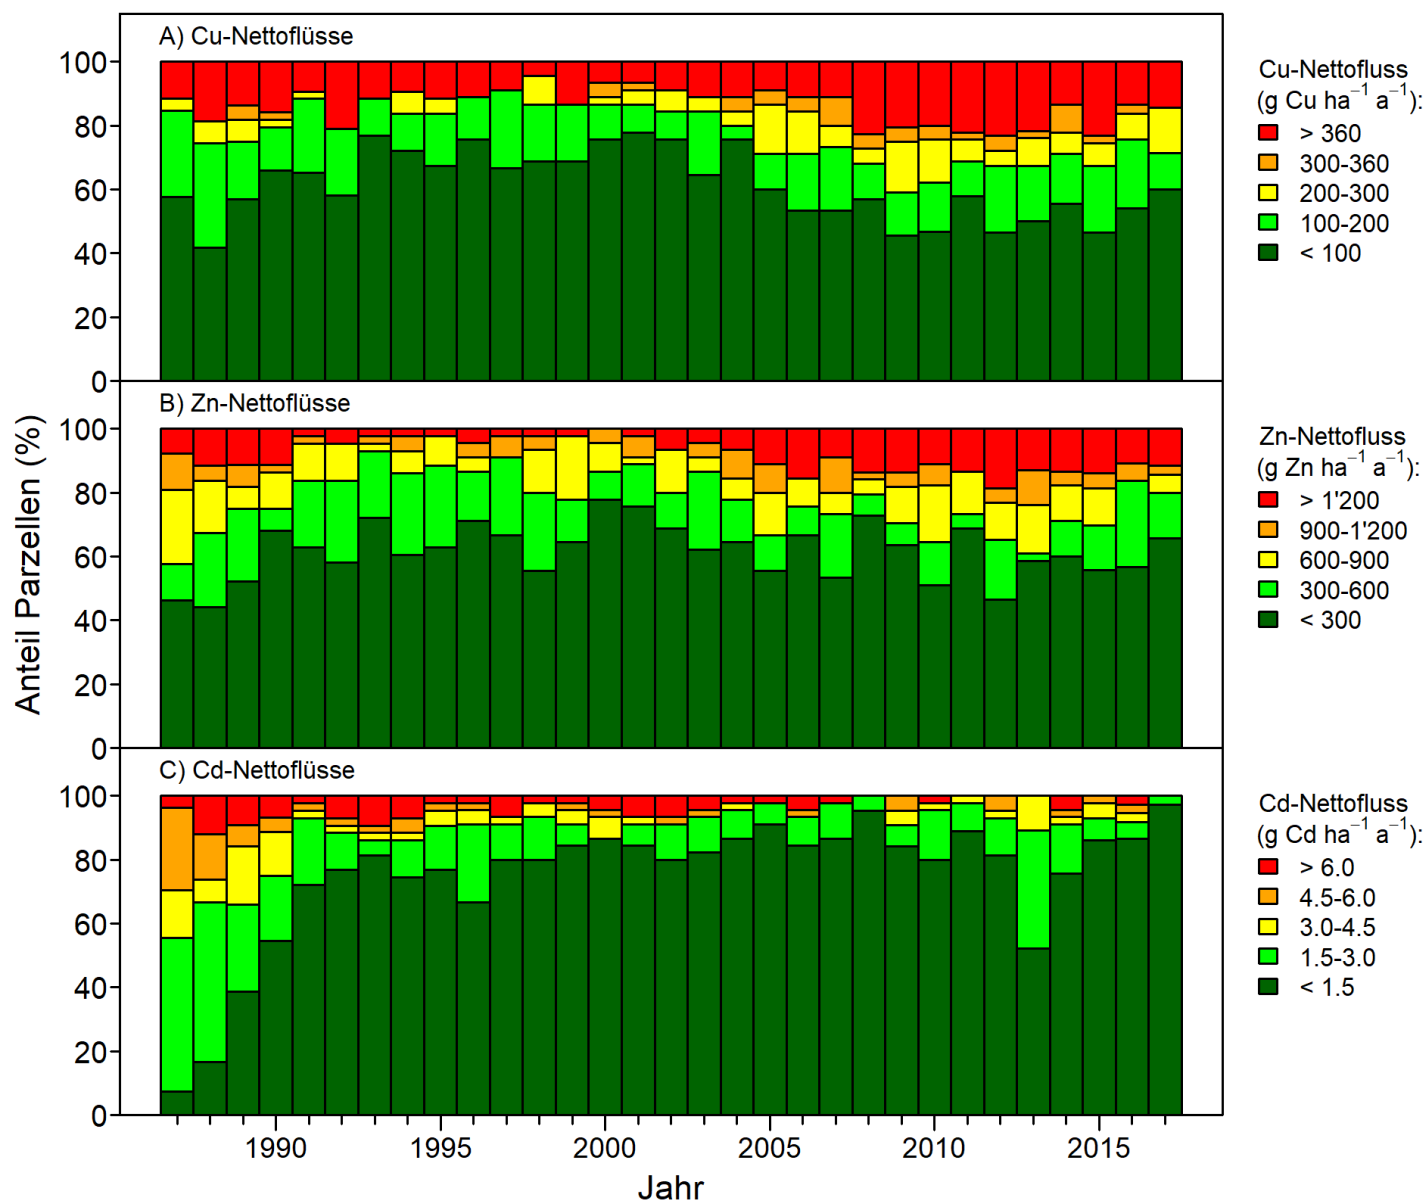 A) Cu-Nettoflüsse
100
80
60
40
20
0
Cu-Nettofluss
(g Cu ha⁻¹ a⁻¹):
> 360
300-360
200-300
100-200
< 100
B) Zn-Nettoflüsse
100
80
60
40
20
0
Zn-Nettofluss
(g Zn ha⁻¹ a⁻¹):
> 1'200
900-1'200
600-900
300-600
< 300
C) Cd-Nettoflüsse
100
80
60
40
20
0
Cd-Nettofluss
(g Cd ha⁻¹ a⁻¹):
> 6.0
4.5-6.0
3.0-4.5
1.5-3.0
< 1.5
Anteil Parzellen (%)
1990 1995 2000 2005 2010 2015
Jahr